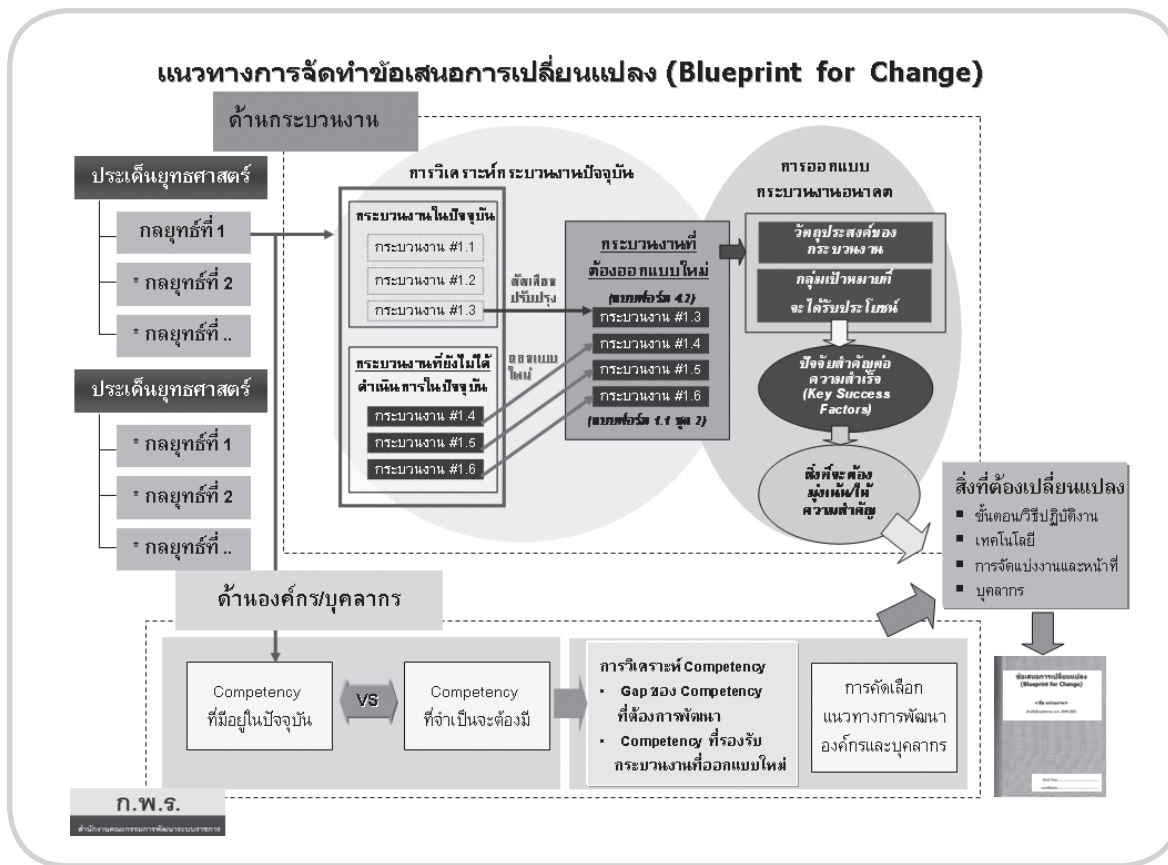 แนวทางการจัดทำข้อเสนอการเปลี่ยนแปลง (Blueprint for Change)
ด้านกระบวนงาน
ประเด็นยุทธศาสตร์
กลยุทธ์ที่ 1
* กลยุทธ์ที่ 2
* กลยุทธ์ที่ ..
ประเด็นยุทธศาสตร์
* กลยุทธ์ที่ 1
* กลยุทธ์ที่ 2
* กลยุทธ์ที่ ..
การวิเคราะห์กระบวนงานปัจจุบัน
กระบวนงานในปัจจุบัน
กระบวนงาน #1.1
กระบวนงาน #1.2
กระบวนงาน #1.3
กระบวนงานที่ยังไม่ได้
ดำเนินการในปัจจุบัน
กระบวนงาน #1.4
กระบวนงาน #1.5
กระบวนงาน #1.6
คัดเลือก
ปรับปรุง
ออกแบบ
ใหม่
กระบวนงานที่
ต้องออกแบบใหม่
(แบบฟอร์ม 4.2)
กระบวนงาน #1.3
กระบวนงาน #1.4
กระบวนงาน #1.5
กระบวนงาน #1.6
(แบบฟอร์ม 1.1 ชุด 2)
การออกแบบ
กระบวนงานอนาคต
วัตถุประสงค์ของ
กระบวนงาน
กลุ่มเป้าหมายที่
จะได้รับประโยชน์
ปัจจัยสำคัญต่อ
ความสำเร็จ
(Key Success
Factors)
สิ่งที่จะต้อง
มุ่งเน้น/ให้
ความสำคัญ
สิ่งที่ต้องเปลี่ยนแปลง
▪ ขั้นตอน/วิธีปฏิบัติงาน
▪ เทคโนโลยี
▪ การจัดแบ่งงานและหน้าที่
▪ บุคลากร
ด้านองค์กร/บุคลากร
Competency
ที่มีอยู่ในปัจจุบัน
VS
Competency
ที่จำเป็นจะต้องมี
การวิเคราะห์ Competency
• Gap ของ Competency
ที่ต้องการพัฒนา
• Competency ที่รองรับ
กระบวนงานที่ออกแบบใหม่
การคัดเลือก
แนวทางการพัฒนา
องค์กรและบุคลากร
ข้อเสนอการเปลี่ยนแปลง
(Blueprint for Change)
ก.พ.ร.
สำนักงานคณะกรรมการพัฒนาระบบราชการ